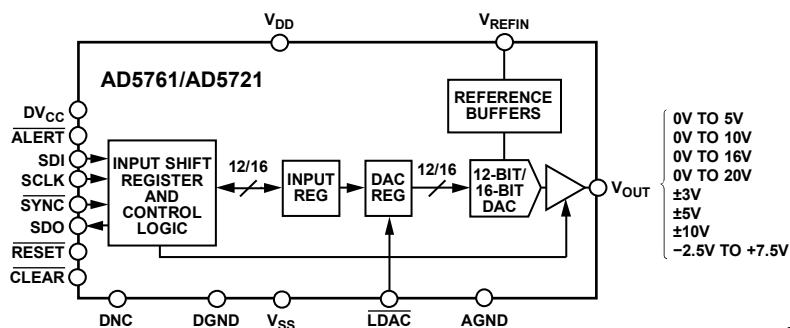 VDD
VREFIN
AD5761/AD5721
REFERENCE
BUFFERS
DVCC
ALERT
SDI
SCLK
SYNC
SDO
RESET
CLEAR
INPUT SHIFT
REGISTER
AND
CONTROL
LOGIC
12/16
INPUT
REG
DAC
REG
12/16
12-BIT/
16-BIT
DAC
VOUT
0V TO 5V
0V TO 10V
0V TO 16V
0V TO 20V
±3V
±5V
±10V
−2.5V TO +7.5V
DNC
DGND
VSS
LDAC
AGND